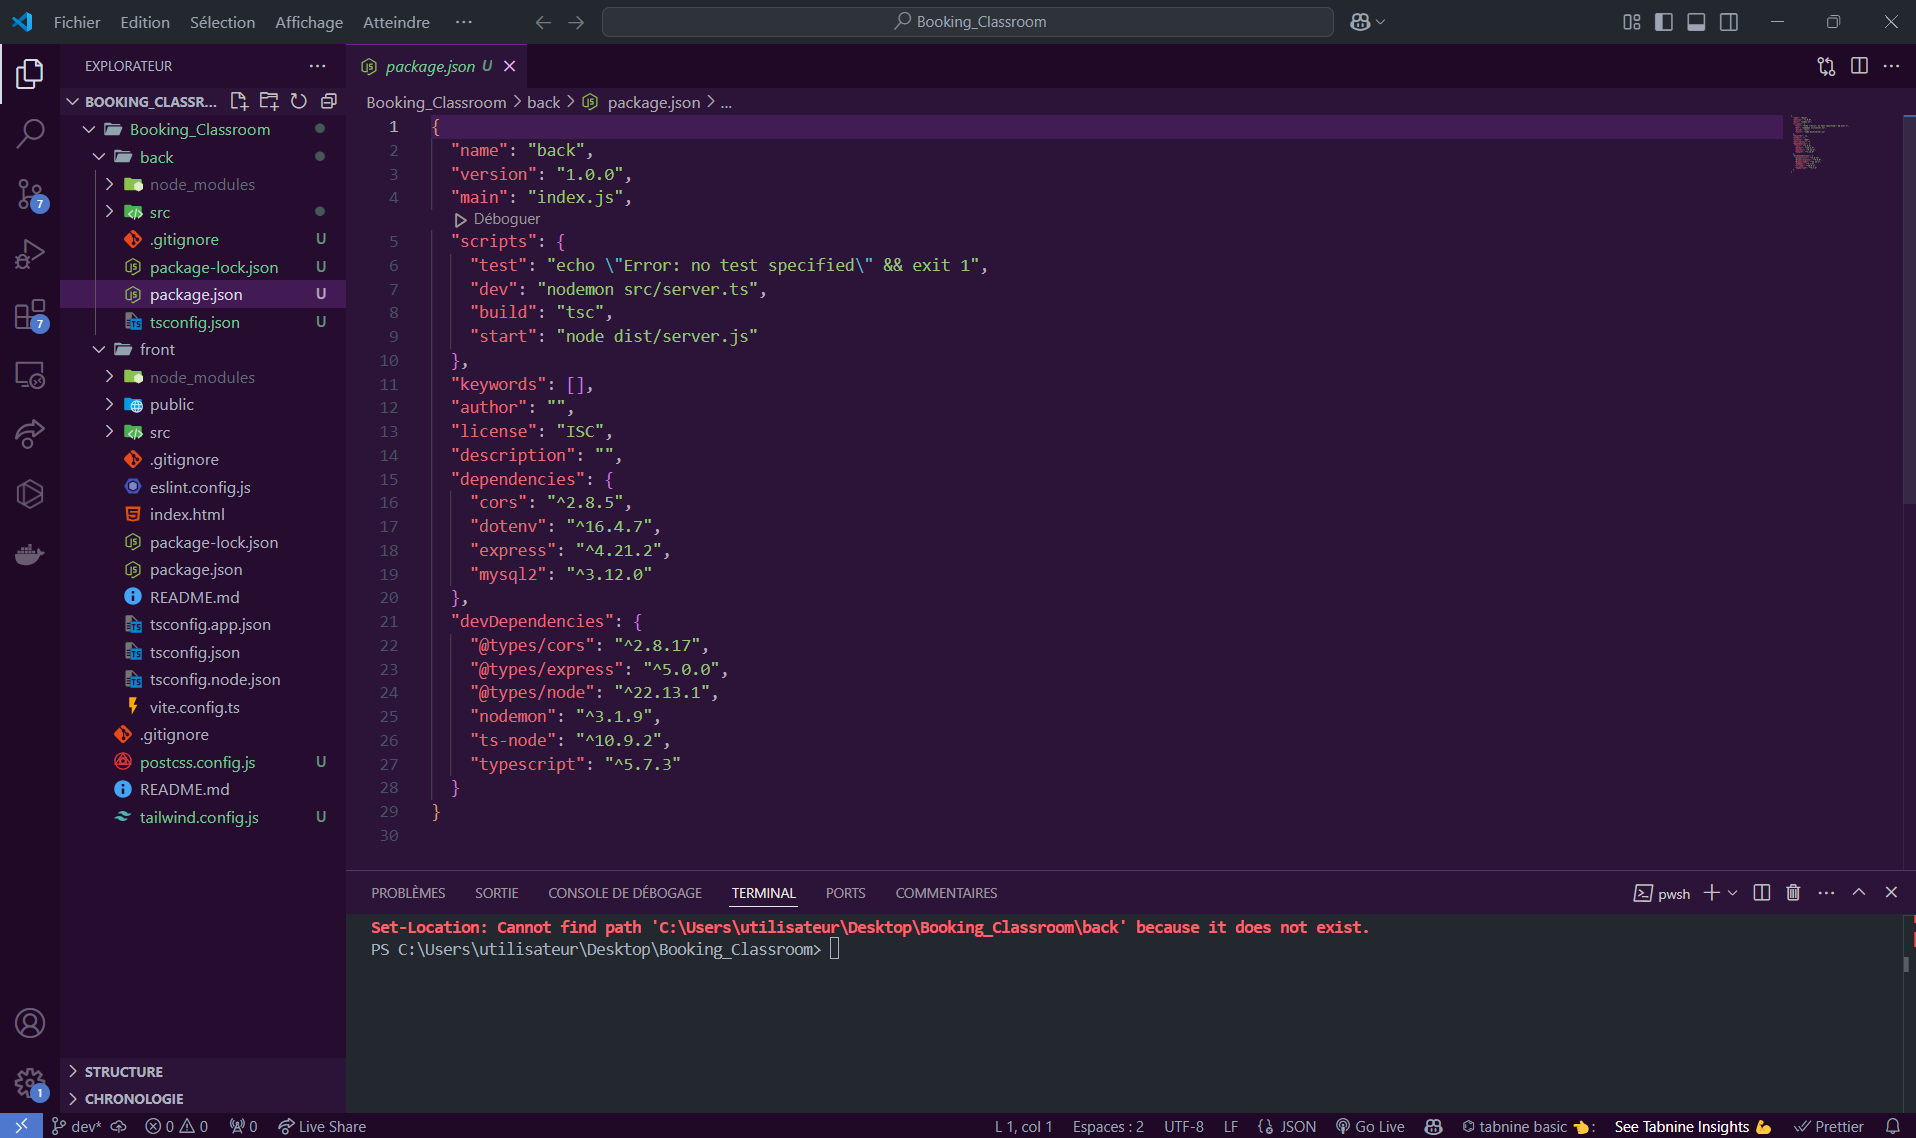 Fichier Edition Sélection Affichage Atteindre ··· Booking_Classroom
EXPLORATEUR ···
BOOKING_CLASSR...
Booking_Classroom
back
node_modules
src
.gitignore U
package-lock.json U
package.json U
tsconfig.json U
front
node_modules
public
src
.gitignore
eslint.config.js
index.html
package-lock.json
package.json
README.md
tsconfig.app.json
tsconfig.json
tsconfig.node.json
vite.config.ts
.gitignore
postcss.config.js U
README.md
tailwind.config.js U
STRUCTURE
CHRONOLOGIE
7
7
1
package.json U
Booking_Classroom > back > package.json > ...
1 {
2 "name": "back",
3 "version": "1.0.0",
4 "main": "index.js",
Déboguer
5 "scripts": {
6 "test": "echo \"Error: no test specified\" && exit 1",
7 "dev": "nodemon src/server.ts",
8 "build": "tsc",
9 "start": "node dist/server.js"
10 },
11 "keywords": [],
12 "author": "",
13 "license": "ISC",
14 "description": "",
15 "dependencies": {
16 "cors": "^2.8.5",
17 "dotenv": "^16.4.7",
18 "express": "^4.21.2",
19 "mysql2": "^3.12.0"
20 },
21 "devDependencies": {
22 "@types/cors": "^2.8.17",
23 "@types/express": "^5.0.0",
24 "@types/node": "^22.13.1",
25 "nodemon": "^3.1.9",
26 "ts-node": "^10.9.2",
27 "typescript": "^5.7.3"
28 }
29 }
30
PROBLÈMES SORTIE CONSOLE DE DÉBOGAGE TERMINAL PORTS COMMENTAIRES pwsh
Set-Location: Cannot find path 'C:\Users\utilisateur\Desktop\Booking_Classroom\back' because it does not exist.
PS C:\Users\utilisateur\Desktop\Booking_Classroom>
dev* 0 0 0 Live Share L 1, col 1 Espaces : 2 UTF-8 LF JSON Go Live tabnine basic 👈 : See Tabnine Insights 💪 Prettier